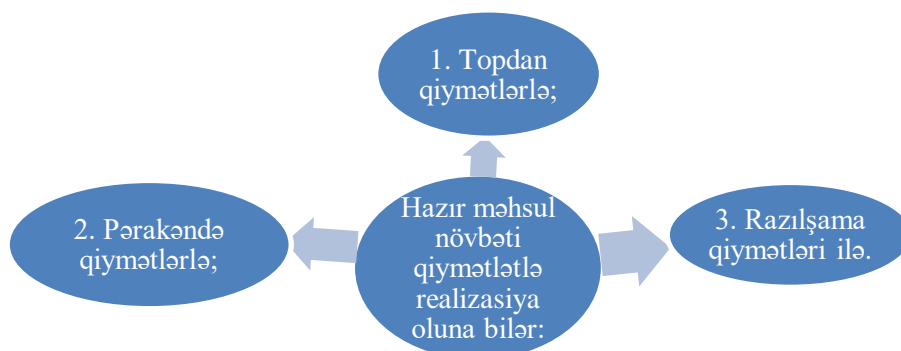 1. Topdan
qiymətlərlə;
2. Pərakəndə
qiymətlərlə;
Hazır məhsul
növbəti
qiymətlətlə
realizasiya
oluna bilər:
3. Razılşama
qiymətləri ilə.